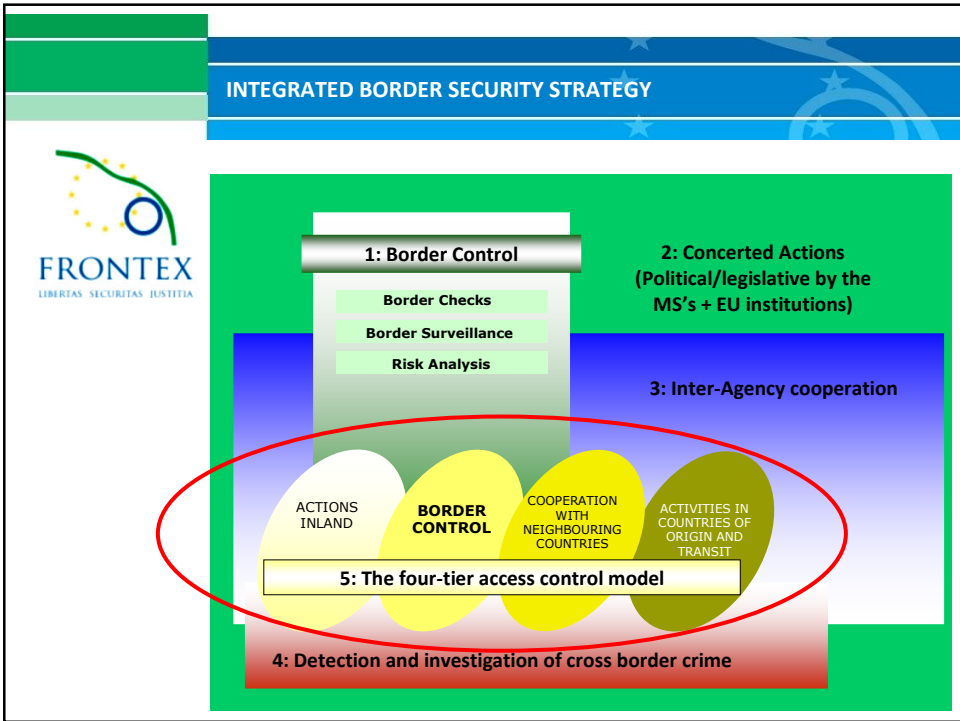 INTEGRATED BORDER SECURITY STRATEGY
FRONTEX
LIBERTAS SECURITAS JUSTITIA
1: Border Control
Border Checks
Border Surveillance
Risk Analysis
2: Concerted Actions
(Political/legislative by the
MS's + EU institutions)
3: Inter-Agency cooperation
ACTIONS
INLAND
BORDER
CONTROL
COOPERATION
WITH
NEIGHBOURING
COUNTRIES
ACTIVITIES IN
COUNTRIES OF
ORIGIN AND
TRANSIT
5: The four-tier access control model
4: Detection and investigation of cross border crime